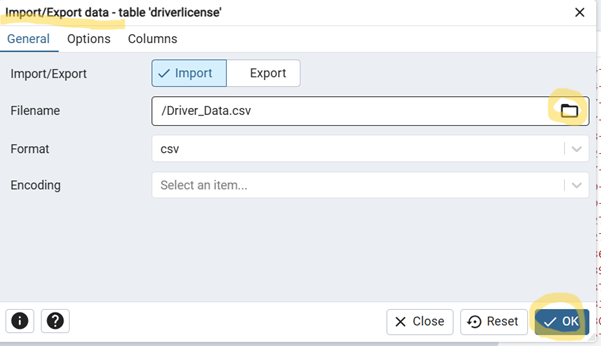 Import/Export data - table 'driverlicense'
General Options Columns
Import/Export Import Export
Filename /Driver_Data.csv
Format csv
Encoding Select an item...
Close Reset OK